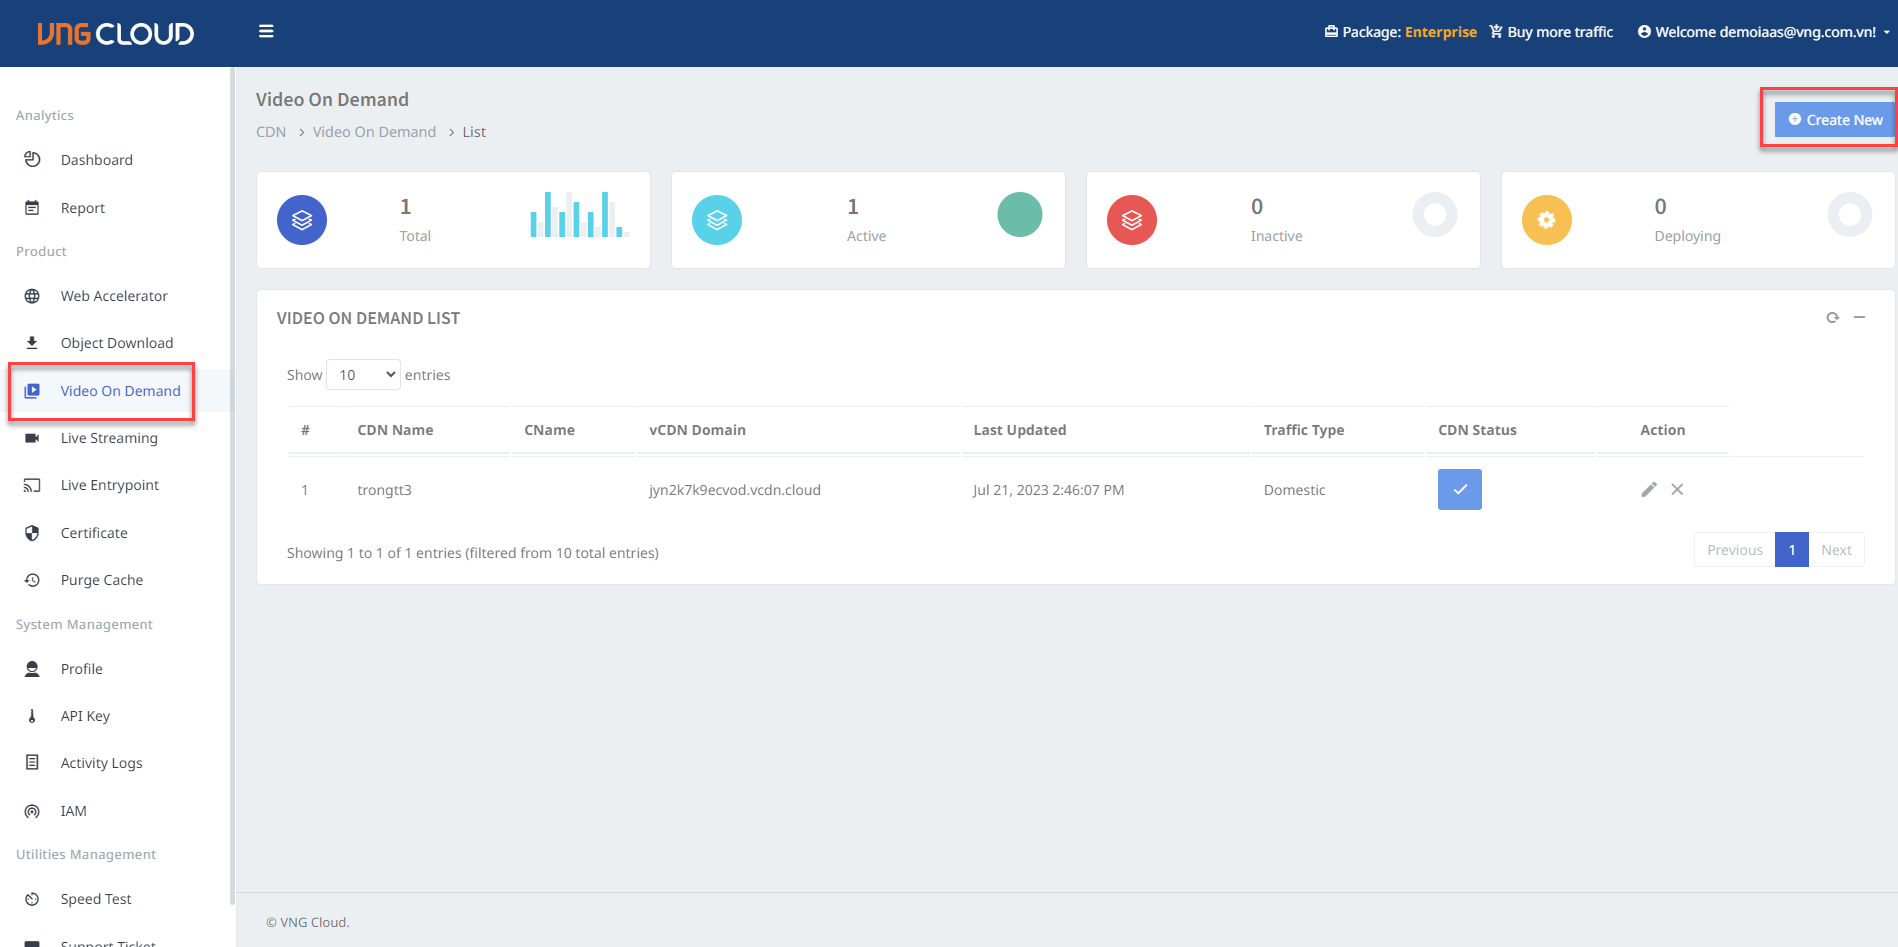 VNG CLOUD
Package: Enterprise
Buy more traffic
Welcome demoiaas@vng.com.vn!
Analytics
Dashboard
Report
Product
Web Accelerator
Object Download
Video On Demand
Live Streaming
Live Entrypoint
Certificate
Purge Cache
System Management
Profile
API Key
Activity Logs
IAM
Utilities Management
Speed Test
Support Ticket
Video On Demand
CDN > Video On Demand > List
Create New
1
Total
1
Active
0
Inactive
0
Deploying
VIDEO ON DEMAND LIST
Show 10 entries
# CDN Name CName vCDN Domain Last Updated Traffic Type CDN Status Action
1 trongtt3 jyn2k7k9ecvod.vcdn.cloud Jul 21, 2023 2:46:07 PM Domestic
Showing 1 to 1 of 1 entries (filtered from 10 total entries)
Previous 1 Next
© VNG Cloud.